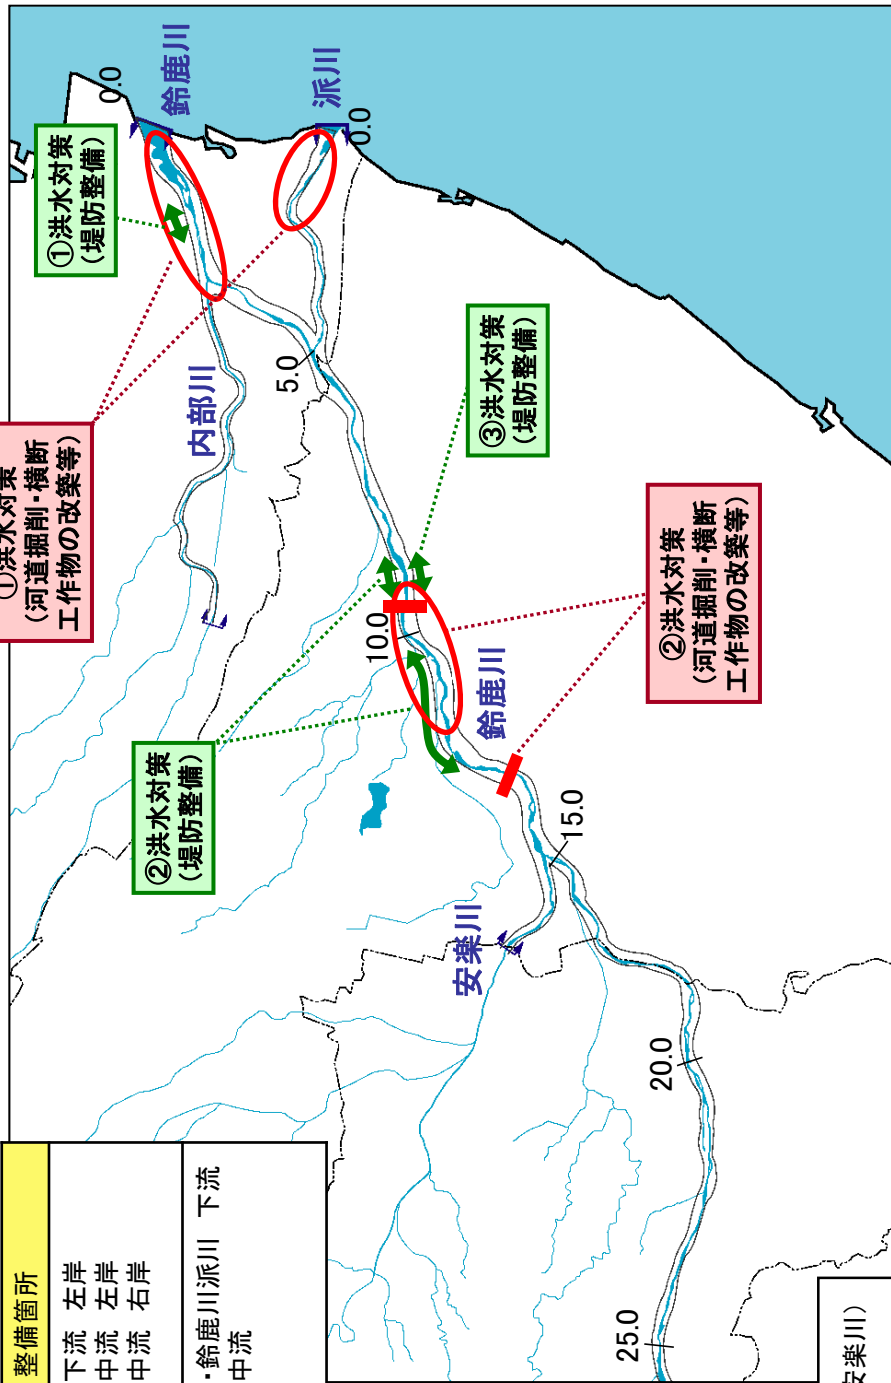 鈴鹿川
0.0
派川
0.0
①洪水対策
(堤防整備)
①洪水対策
(河道掘削・横断
工作物の改築等)
内部川
5.0
③洪水対策
(堤防整備)
②洪水対策
(河道掘削・横断
工作物の改築等)
10.0
鈴鹿川
②洪水対策
(堤防整備)
15.0
安楽川
20.0
25.0
整備箇所
下流 左岸
中流 左岸
中流 右岸
・鈴鹿川派川 下流
中流
安楽川)